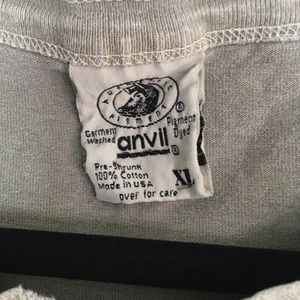 AUTHENTIC
PIGMENT
®
Garment Pigment
Washed Dyed
anvil
®
Pre-Shrunk
100% Cotton
Made in USA
XL
over for care